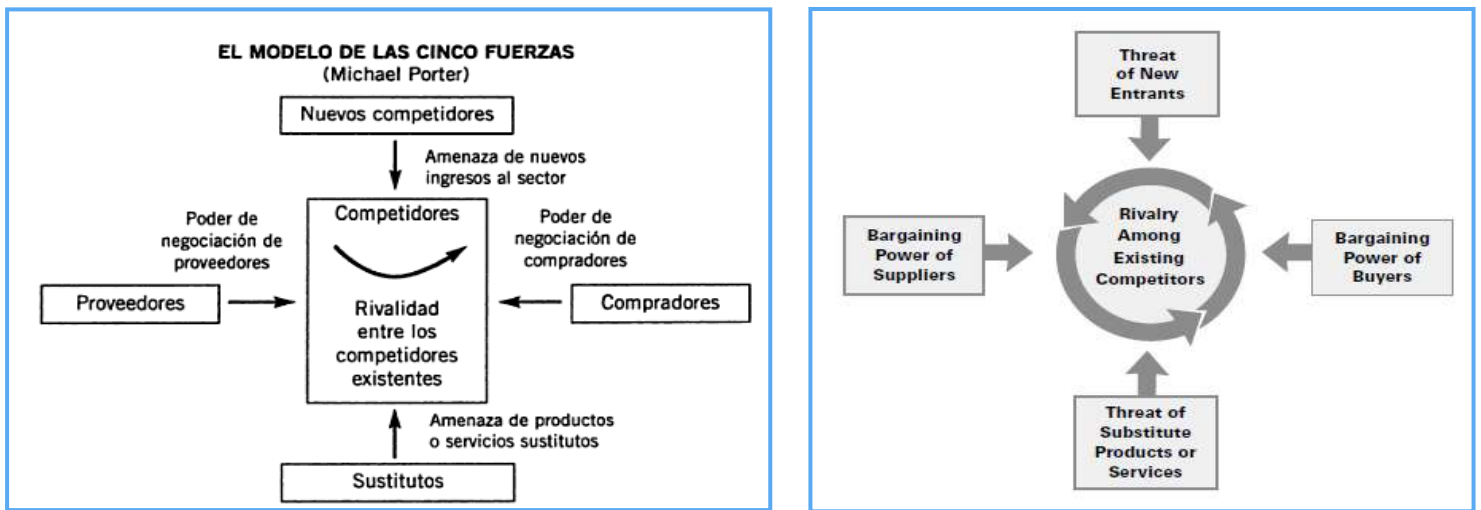 EL MODELO DE LAS CINCO FUERZAS
(Michael Porter)
Nuevos competidores
Amenaza de nuevos
ingresos al sector
Poder de
negociación de
proveedores
Competidores
Poder de
negociación de
compradores
Proveedores
Rivalidad
entre los
competidores
existentes
Compradores
Amenaza de productos
o servicios sustitutos
Sustitutos
Threat
of New
Entrants
Bargaining
Power of
Suppliers
Rivalry
Among
Existing
Competitors
Bargaining
Power of
Buyers
Threat of
Substitute
Products or
Services